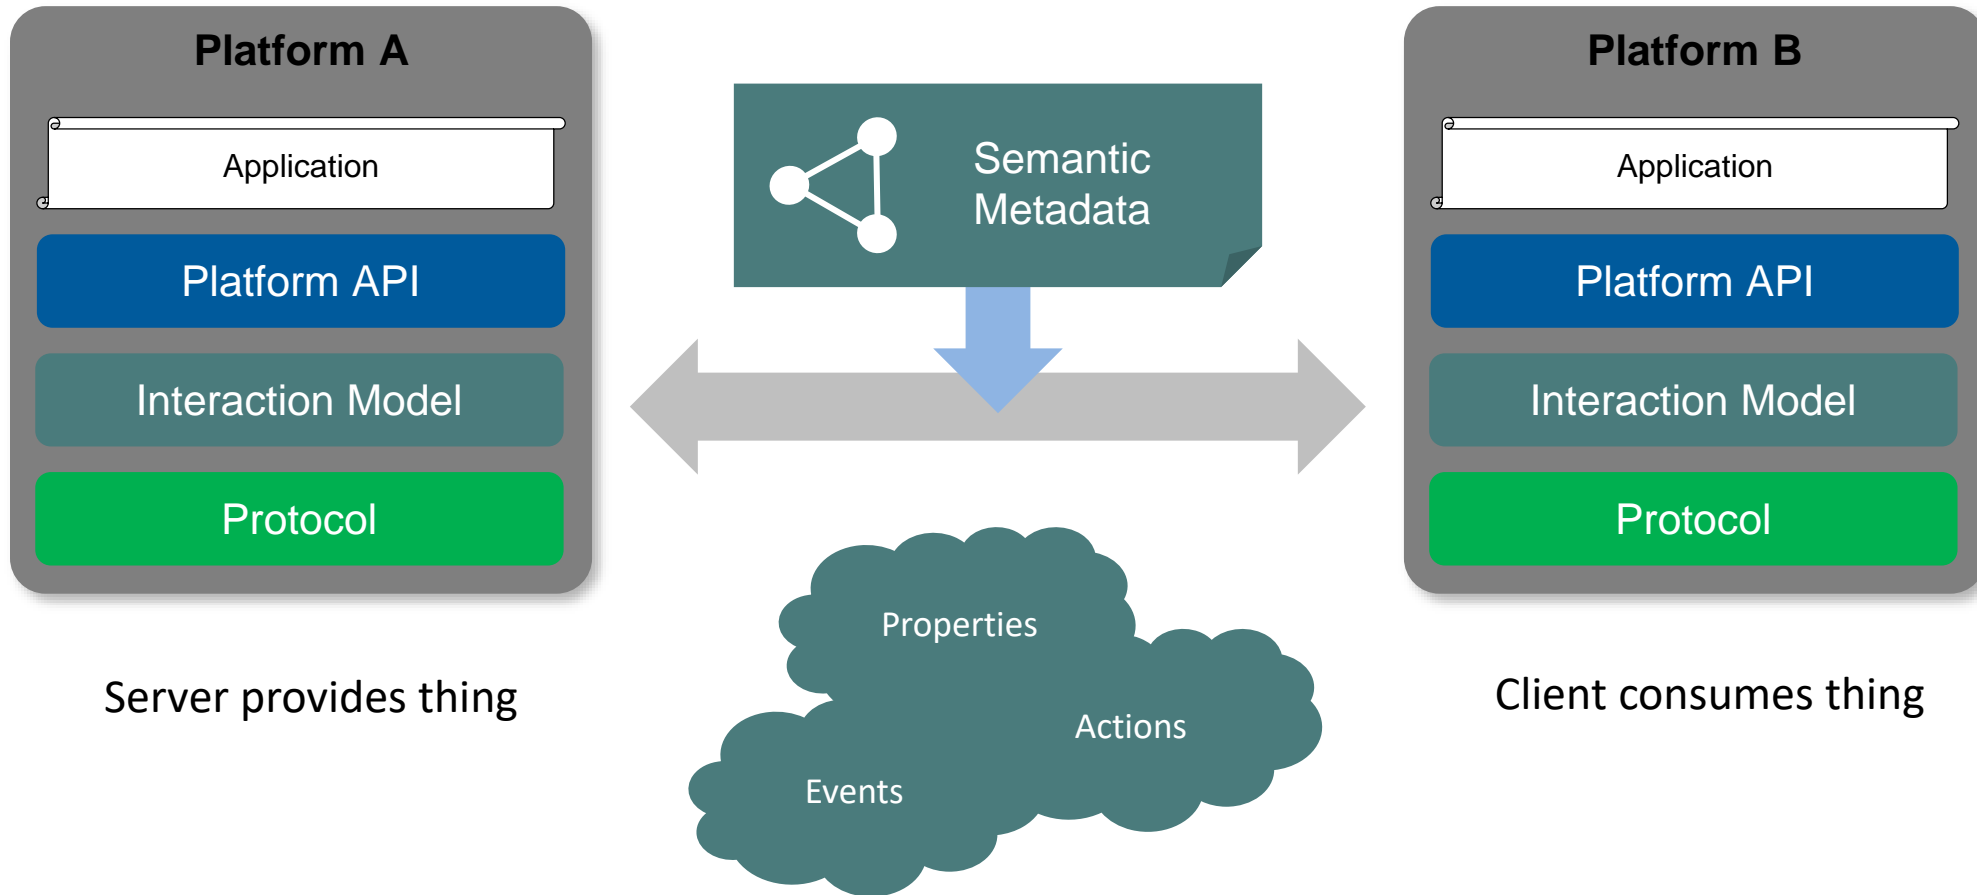 Platform A
Application
Platform API
Interaction Model
Protocol
Server provides thing
Semantic
Metadata
Properties
Actions
Events
Platform B
Application
Platform API
Interaction Model
Protocol
Client consumes thing